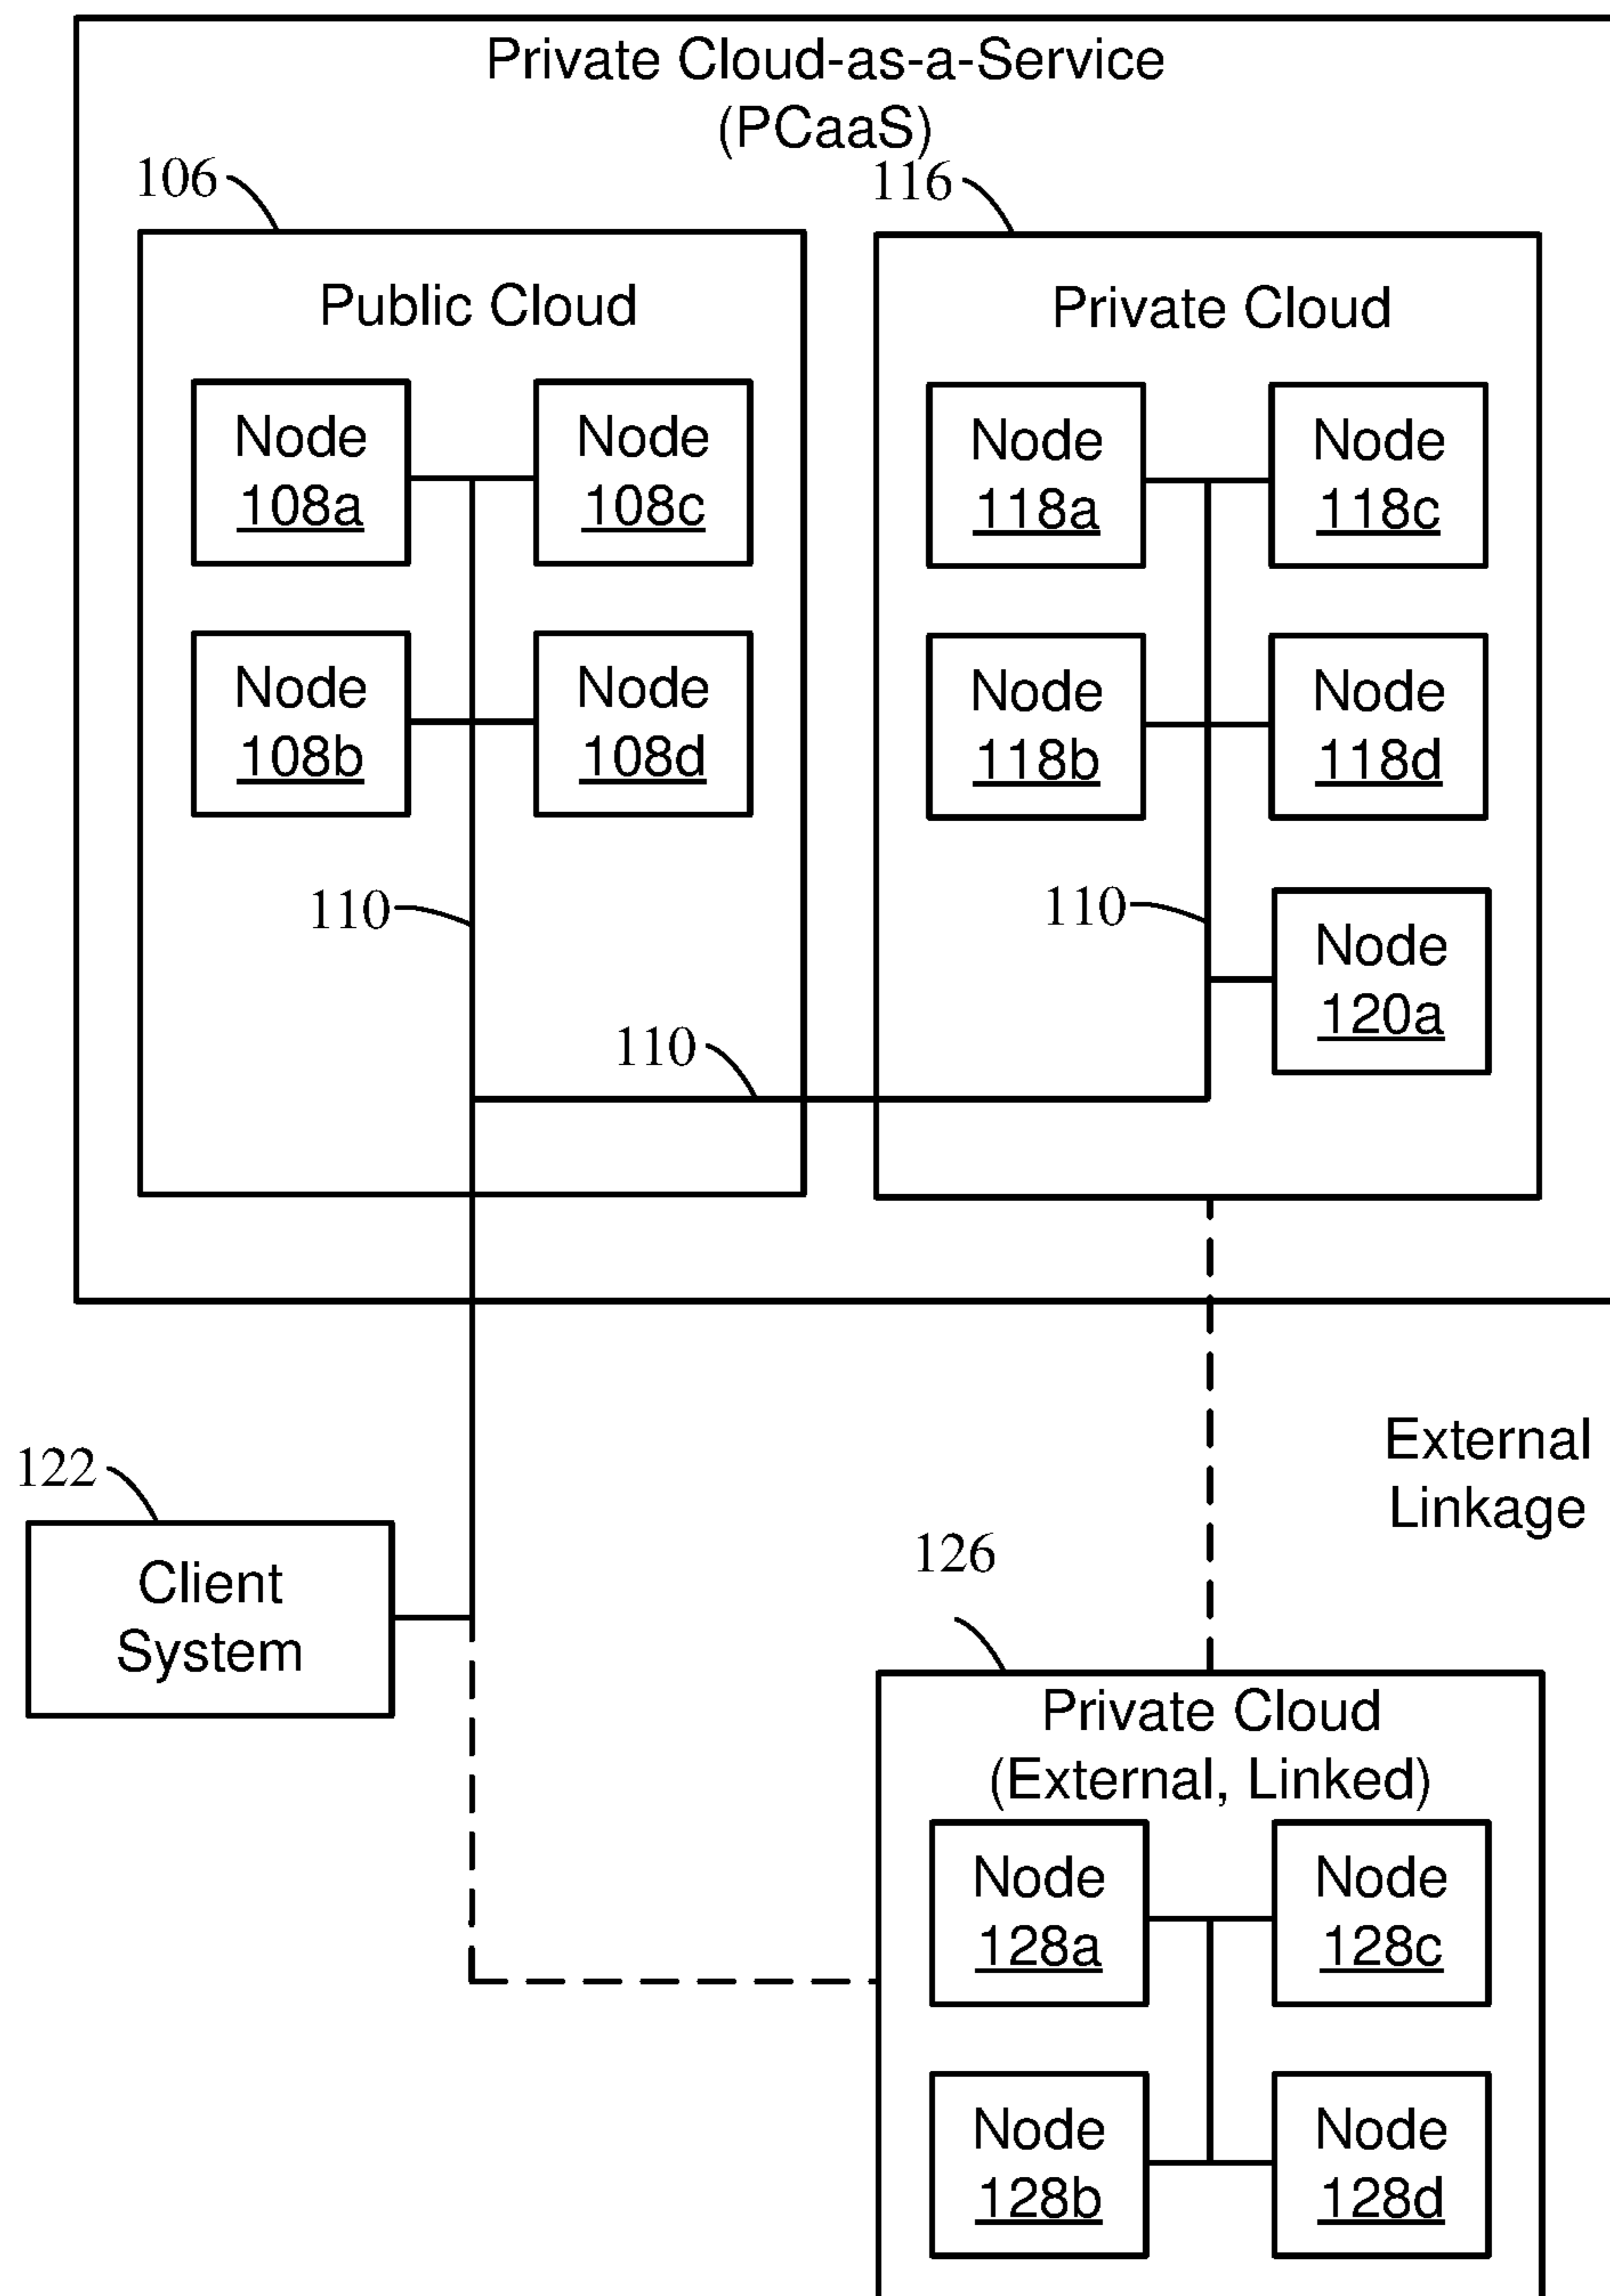 Private Cloud-as-a-Service
(PCaaS)
106
116
Public Cloud
Private Cloud
Node
108a
Node
108c
Node
118a
Node
118c
Node
108b
Node
108d
Node
118b
Node
118d
110
110
Node
120a
110
External
Linkage
122
Client
System
126
Private Cloud
(External, Linked)
Node
128a
Node
128c
Node
128b
Node
128d